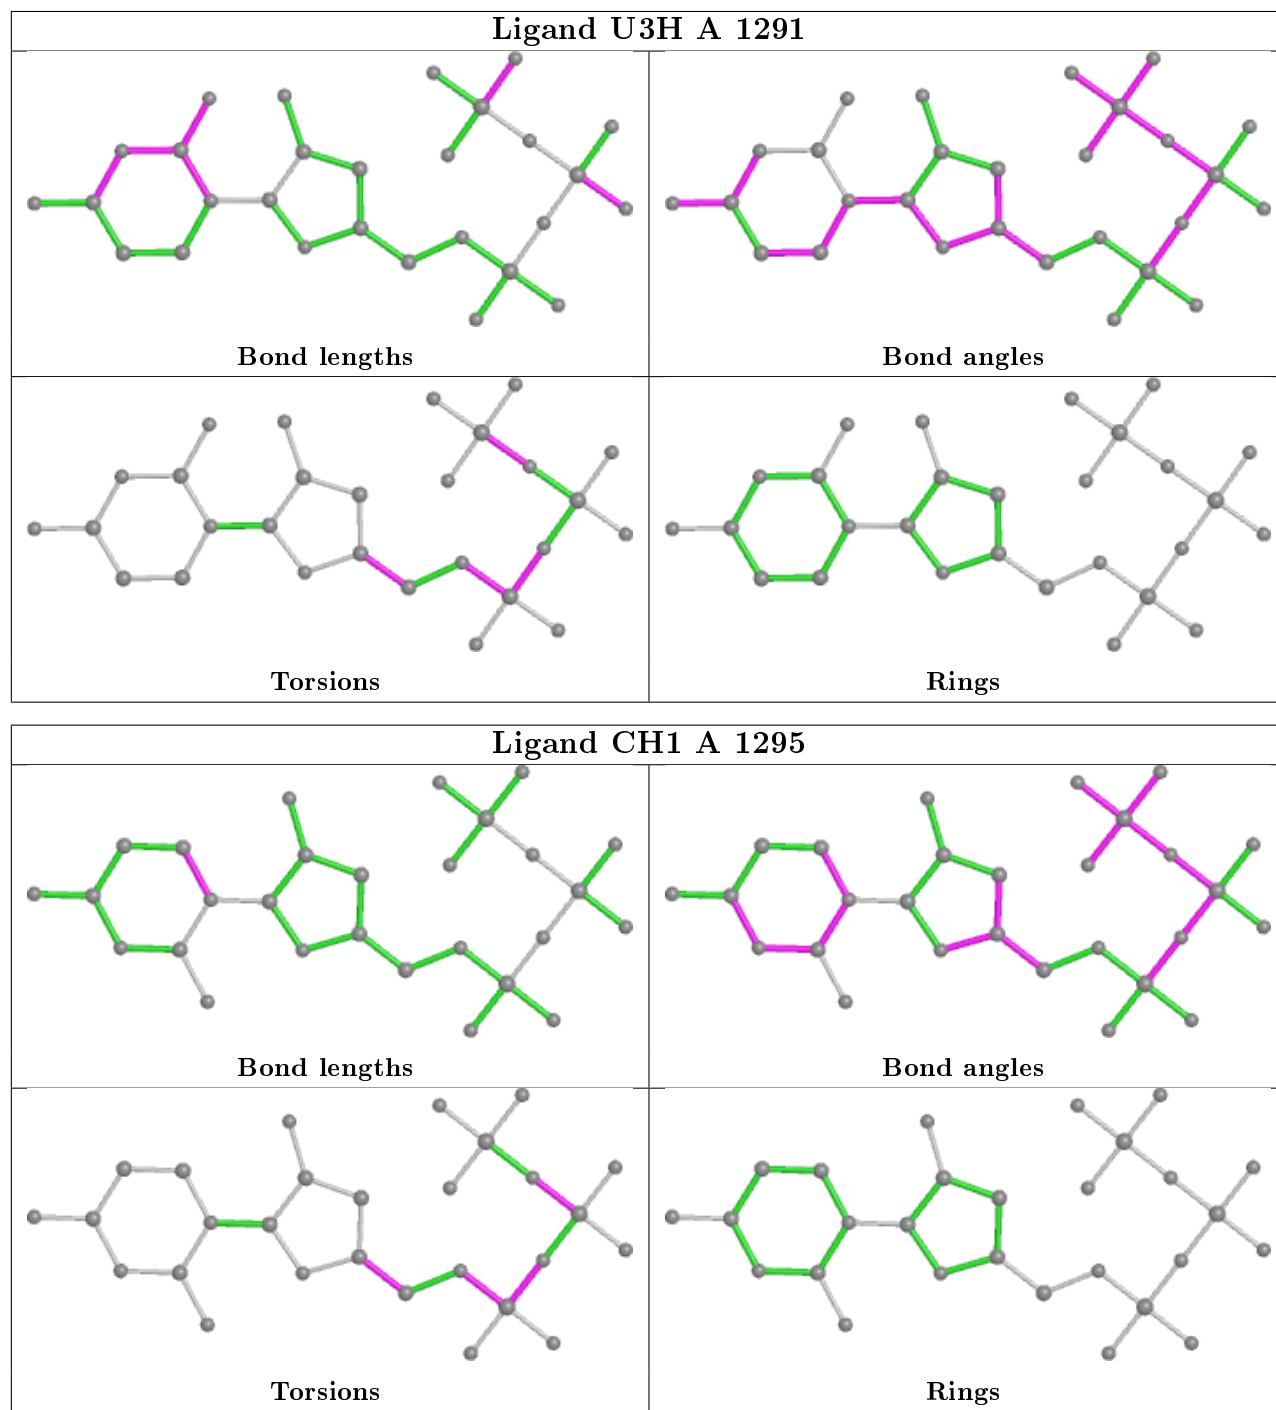 Ligand U3H A 1291
Bond lengths
Bond angles
Torsions
Rings
Ligand CH1 A 1295
Bond lengths
Bond angles
Torsions
Rings